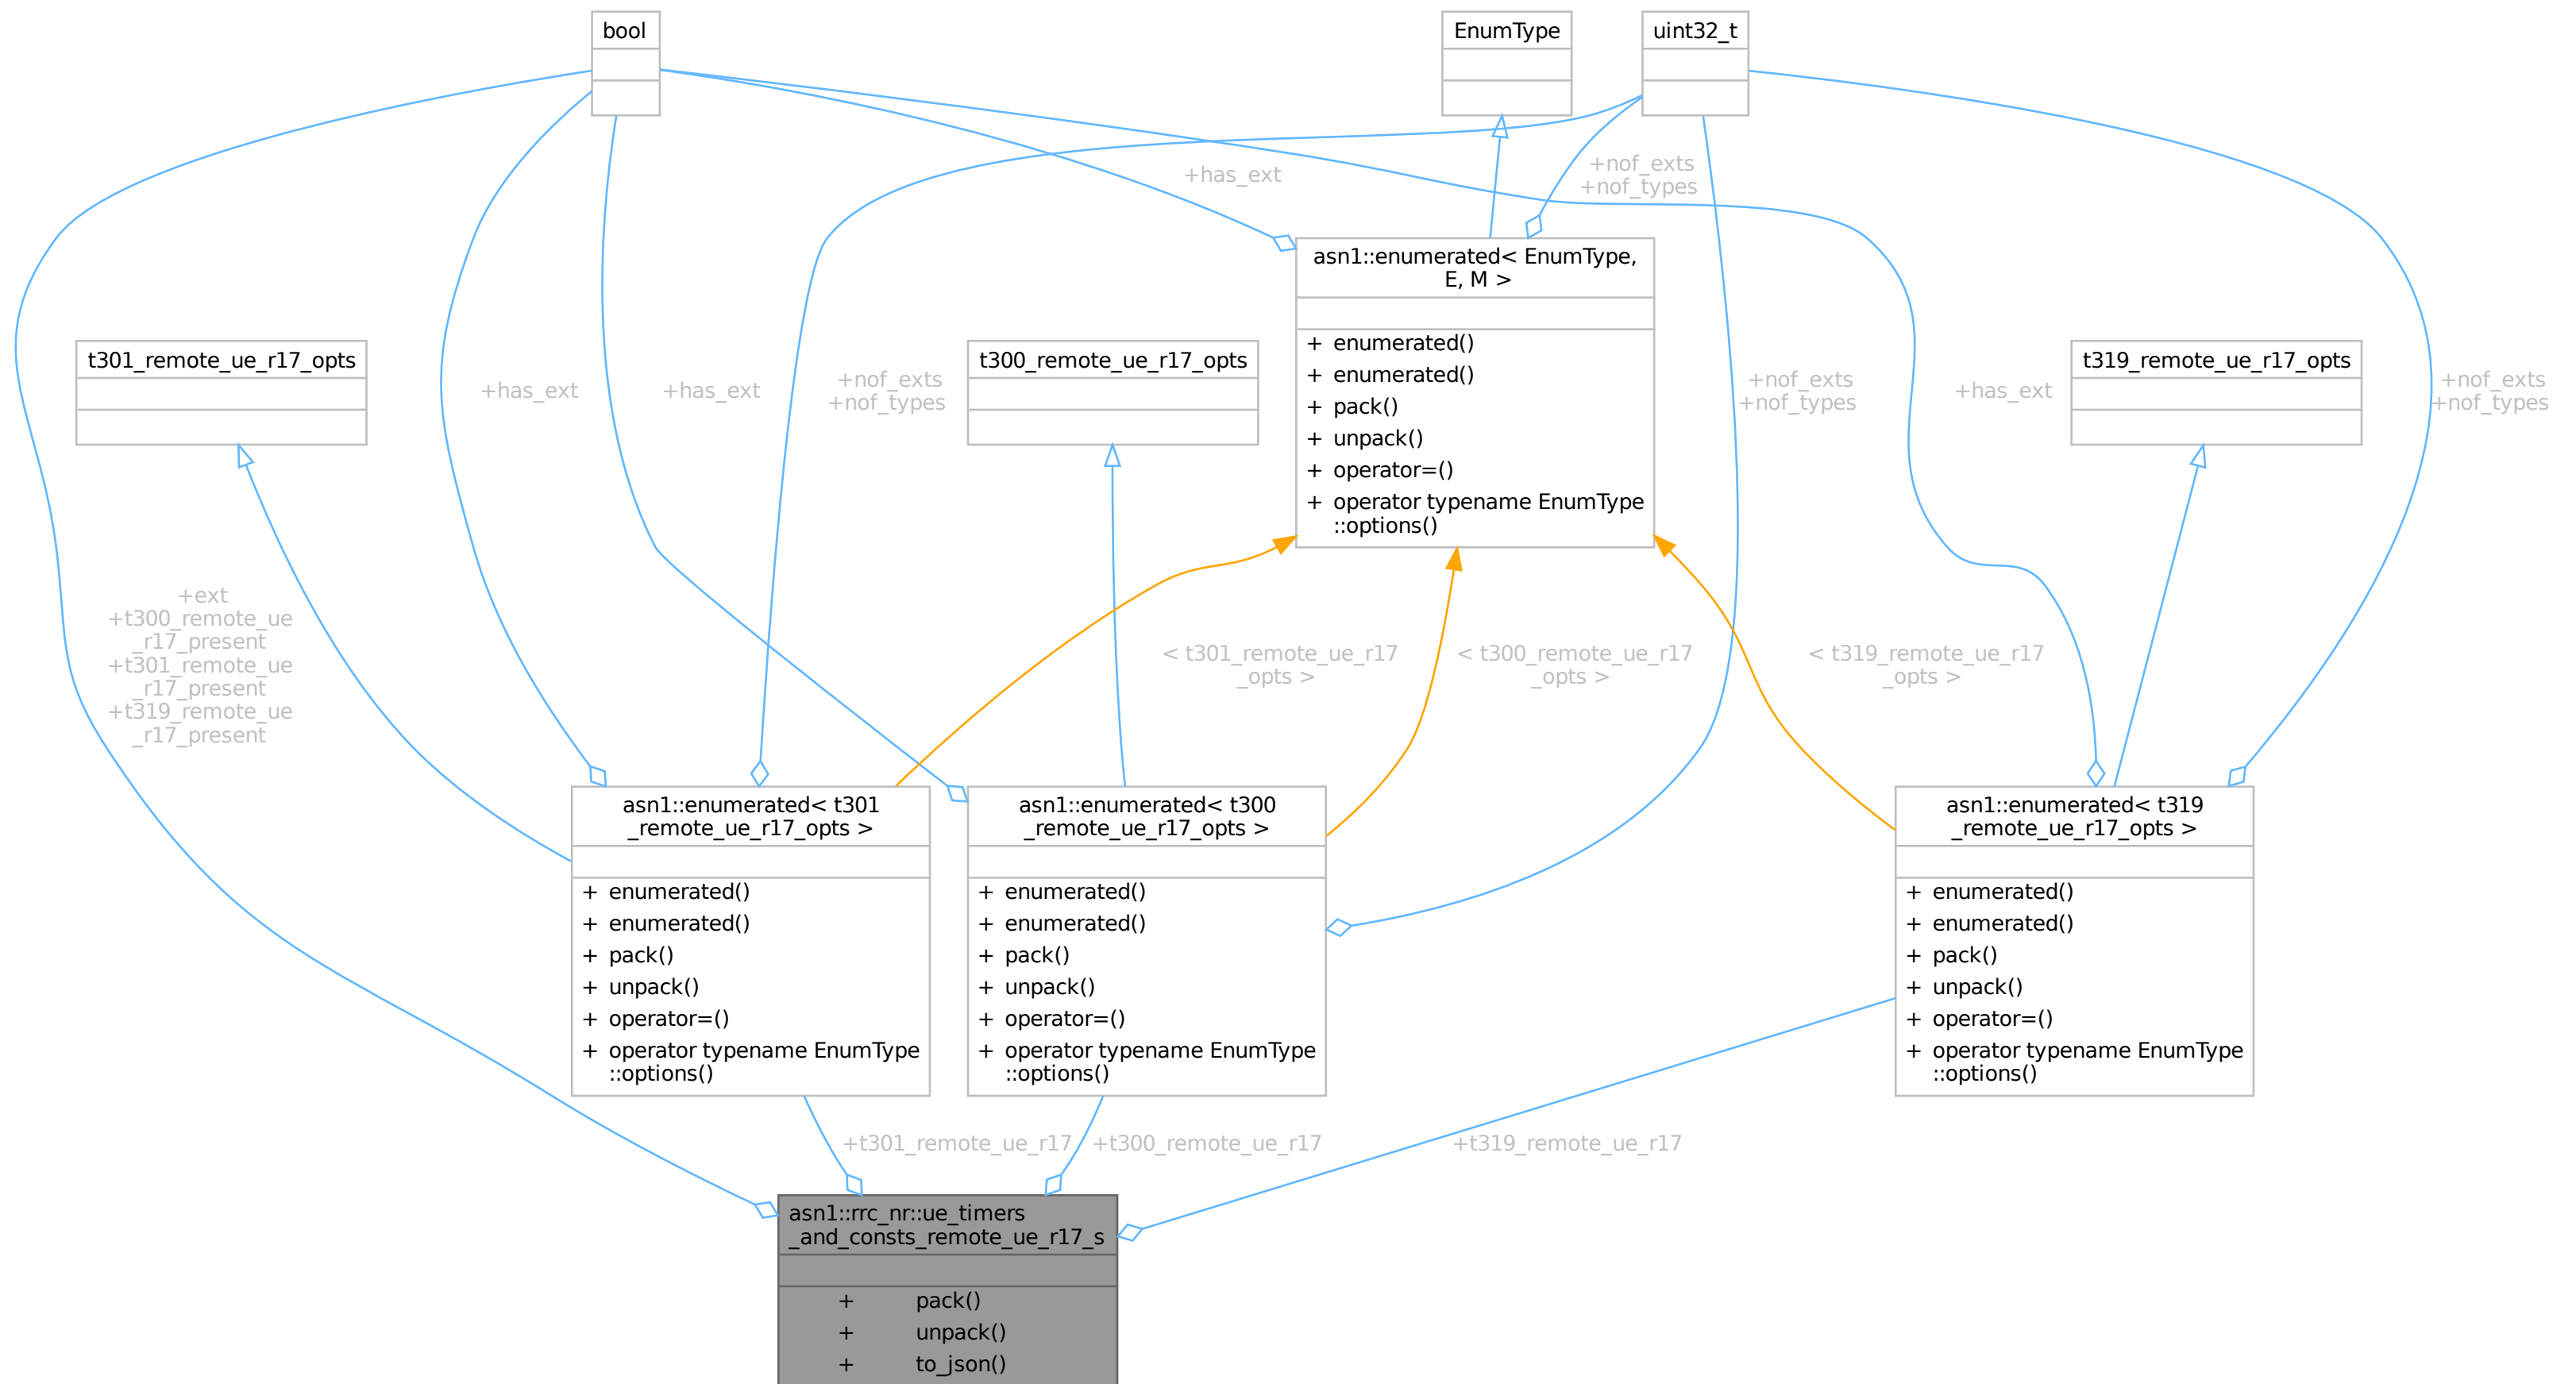 bool
EnumType
uint32_t
+nof_exts
+nof_types
+has_ext
asn1::enumerated< EnumType,
E, M >
+ enumerated()
+ enumerated()
+ pack()
+ unpack()
+ operator=()
+ operator typename EnumType
::options()
t301_remote_ue_r17_opts
t300_remote_ue_r17_opts
t319_remote_ue_r17_opts
+has_ext
+has_ext
+nof_exts
+nof_types
+nof_exts
+nof_types
+has_ext
+nof_exts
+nof_types
+ext
+t300_remote_ue
_r17_present
+t301_remote_ue
_r17_present
+t319_remote_ue
_r17_present
< t301_remote_ue_r17
_opts >
< t300_remote_ue_r17
_opts >
< t319_remote_ue_r17
_opts >
asn1::enumerated< t301
_remote_ue_r17_opts >
+ enumerated()
+ enumerated()
+ pack()
+ unpack()
+ operator=()
+ operator typename EnumType
::options()
asn1::enumerated< t300
_remote_ue_r17_opts >
+ enumerated()
+ enumerated()
+ pack()
+ unpack()
+ operator=()
+ operator typename EnumType
::options()
asn1::enumerated< t319
_remote_ue_r17_opts >
+ enumerated()
+ enumerated()
+ pack()
+ unpack()
+ operator=()
+ operator typename EnumType
::options()
+t301_remote_ue_r17
+t300_remote_ue_r17
+t319_remote_ue_r17
asn1::rrc_nr::ue_timers
_and_consts_remote_ue_r17_s
+ pack()
+ unpack()
+ to_json()